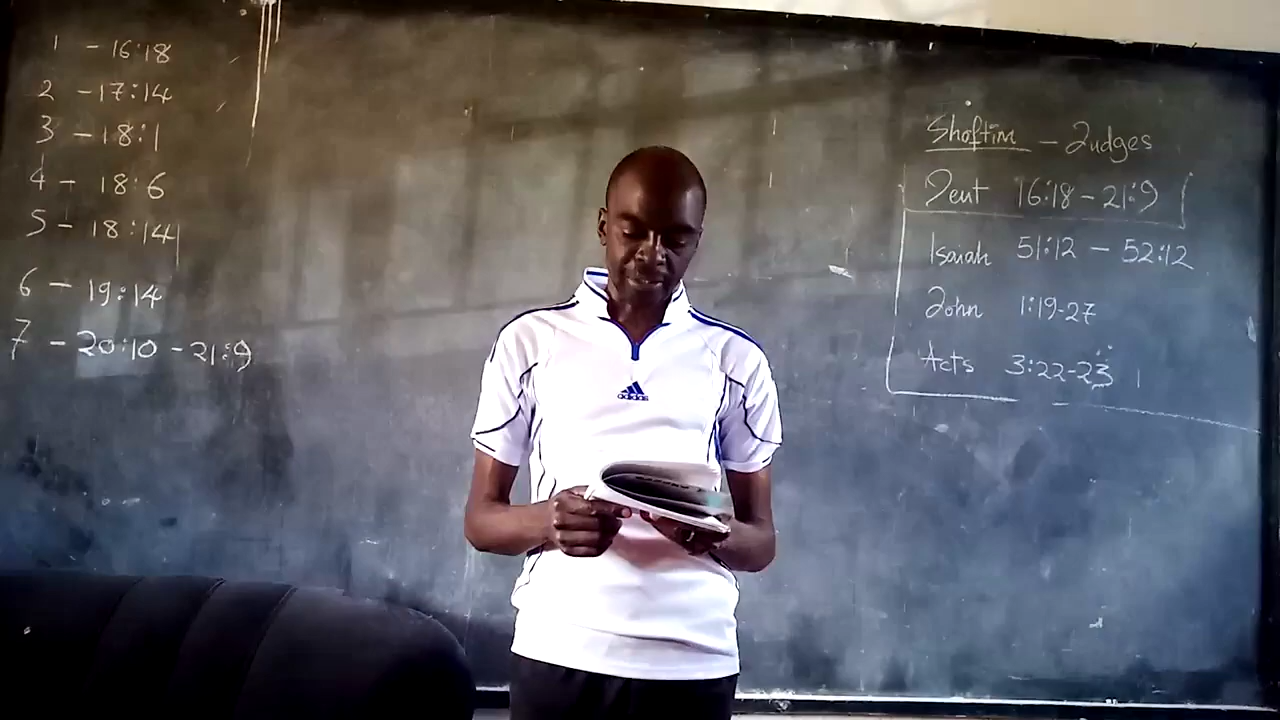 1 - 16:18
2 - 17:14
3 - 18:1
4 - 18:6
5 - 18:14
6 - 19:14
7 - 20:10 - 21:9
Shoftim - Judges
Deut 16:18 - 21:9
Isaiah 51:12 - 52:12
John 1:19-27
Acts 3:22-23
adidas